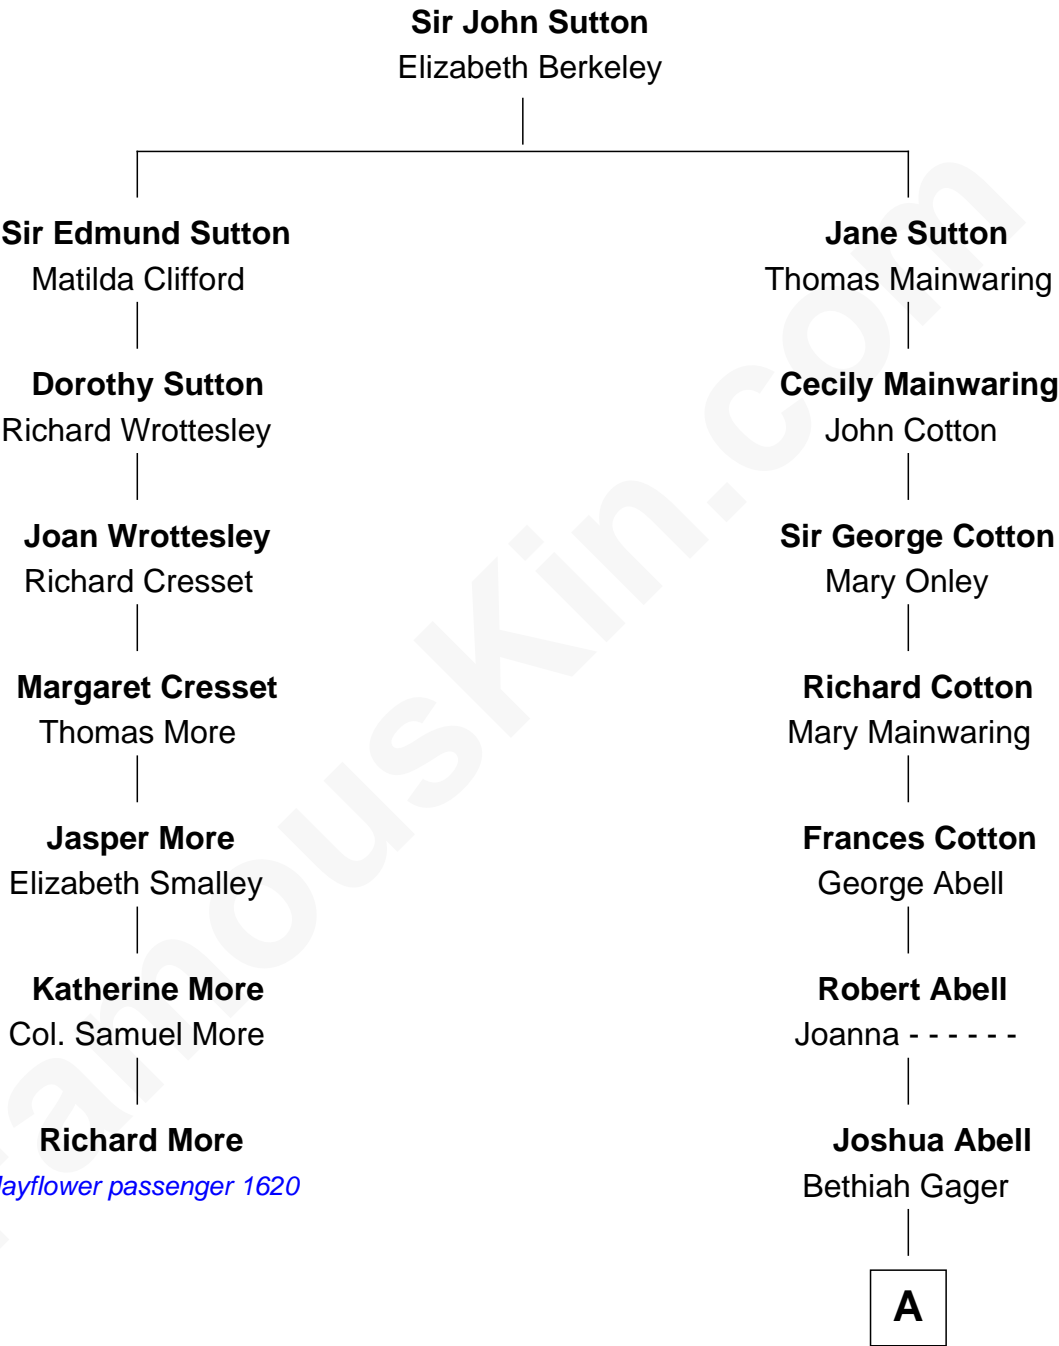 Sir John Sutton
Elizabeth Berkeley
Sir Edmund Sutton
Matilda Clifford
Dorothy Sutton
Richard Wrottesley
Joan Wrottesley
Richard Cresset
Margaret Cresset
Thomas More
Jasper More
Elizabeth Smalley
Katherine More
Col. Samuel More
Richard More
layflower passenger 1620
Jane Sutton
Thomas Mainwaring
Cecily Mainwaring
John Cotton
Sir George Cotton
Mary Onley
Richard Cotton
Mary Mainwaring
Frances Cotton
George Abell
Robert Abell
Joanna - - - - - -
Joshua Abell
Bethiah Gager
A
FamousKin.com